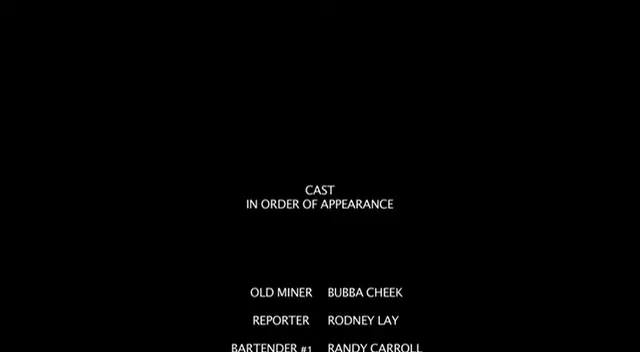 CAST
IN ORDER OF APPEARANCE
OLD MINER BUBBA CHEEK
REPORTER RODNEY LAY
BARTENDER #1 RANDY CARROLL